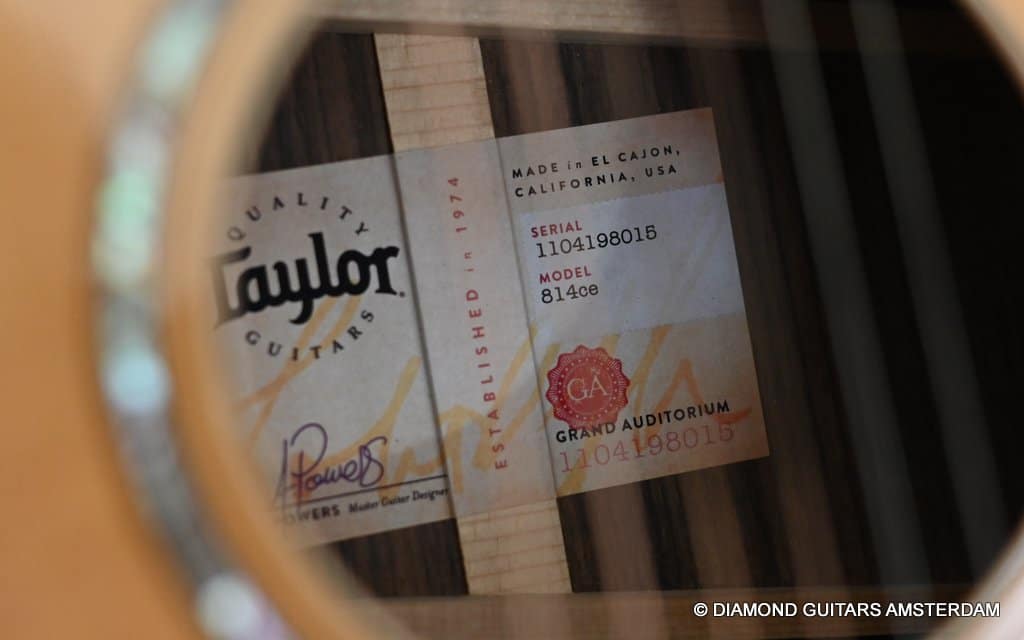 QUALITY
Taylor
GUITARS
POWERS Master Guitar Designer
ESTABLISHED in 1974
MADE in EL CAJON,
CALIFORNIA, USA
SERIAL
1104198015
MODEL
814ce
GA
GRAND AUDITORIUM
1104198015
© DIAMOND GUITARS AMSTERDAM